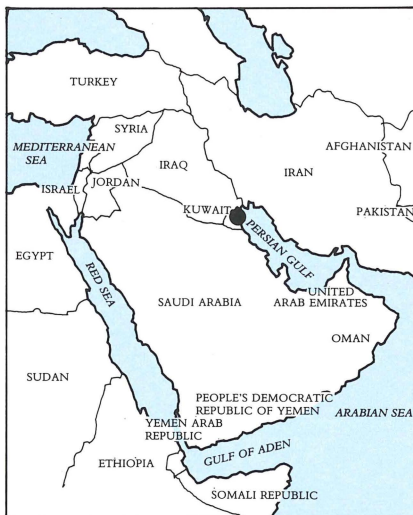 TURKEY
SYRIA
MEDITERRANEAN
SEA
AFGHANISTAN
IRAQ
IRAN
ISRAEL
JORDAN
KUWAIT
PAKISTAN
EGYPT
PERSIAN GULF
RED SEA
SAUDI ARABIA
UNITED
ARAB EMIRATES
OMAN
SUDAN
PEOPLE'S DEMOCRATIC
REPUBLIC OF YEMEN
ARABIAN SEA
YEMEN ARAB
REPUBLIC
GULF OF ADEN
ETHIOPIA
SOMALI REPUBLIC